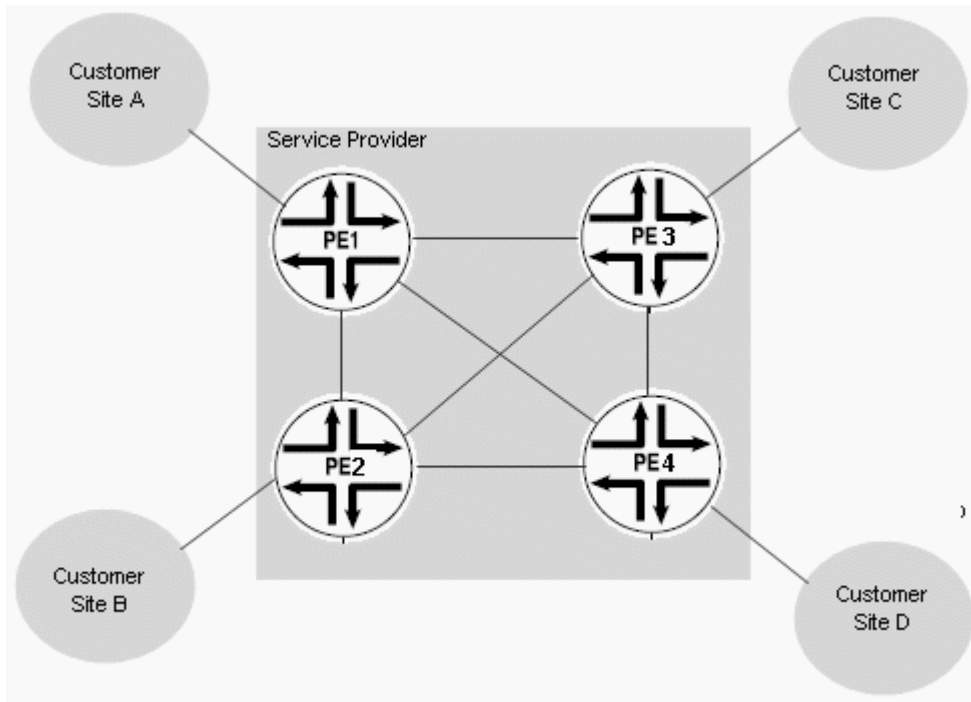 Customer
Site A
Customer
Site C
Service Provider
PE1
PE 3
PE2
PE4
Customer
Site B
Customer
Site D